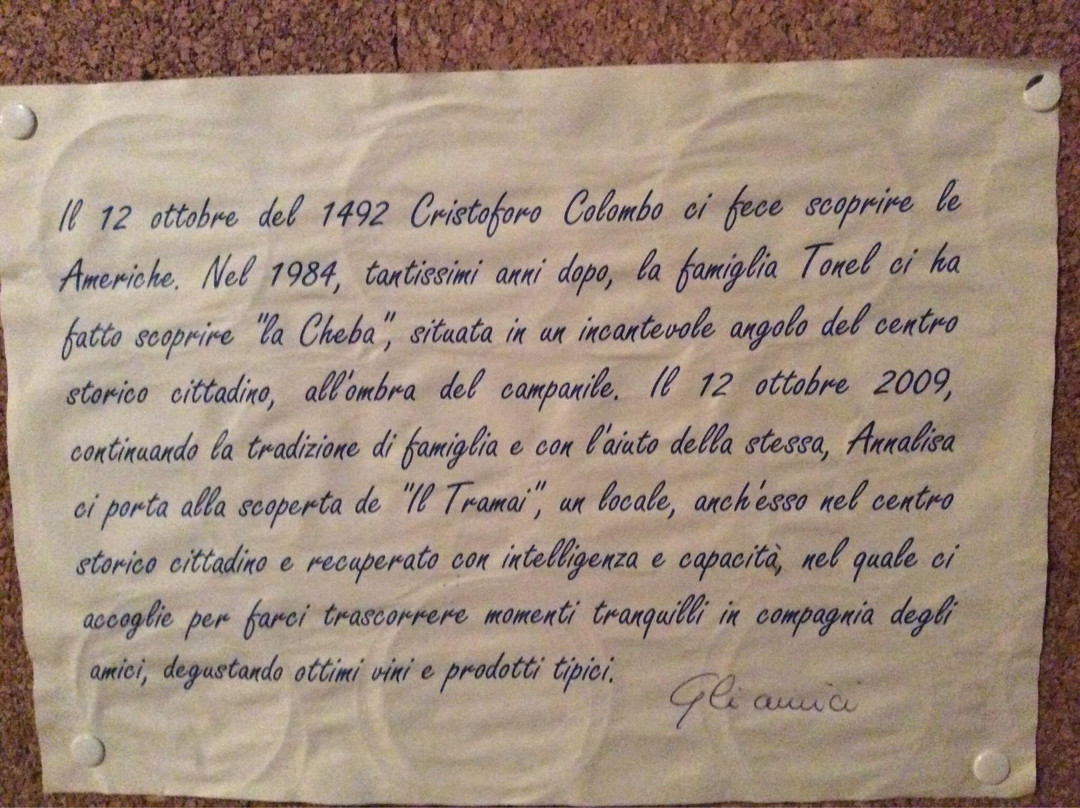 Il 12 ottobre del 1492 Cristoforo Colombo ci fece scoprire le
Americhe. Nel 1984, tantissimi anni dopo, la famiglia Tonel ci ha
fatto scoprire "la Cheba", situata in un incantevole angolo del centro
storico cittadino, all'ombra del campanile. Il 12 ottobre 2009,
continuando la tradizione di famiglia e con l'aiuto della stessa, Annalisa
ci porta alla scoperta de "Il Tramai", un locale, anch'esso nel centro
storico cittadino e recuperato con intelligenza e capacità, nel quale ci
accoglie per farci trascorrere momenti tranquilli in compagnia degli
amici, degustando ottimi vini e prodotti tipici.
Gli amici